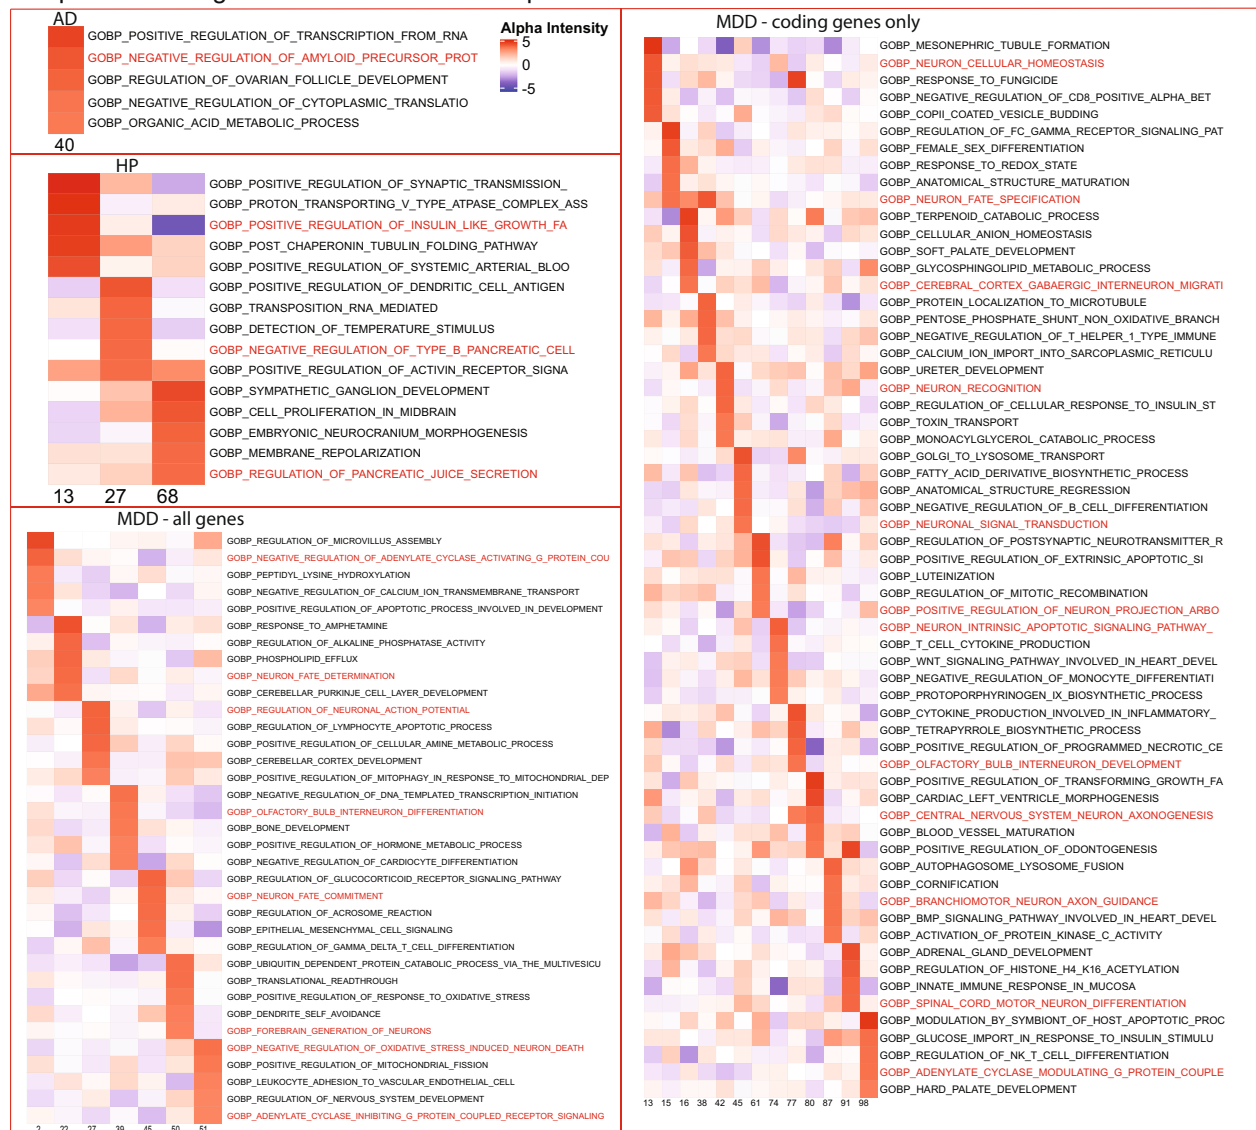 AD
Alpha Intensity
5
0
-5
GOBP_POSITIVE_REGULATION_OF_TRANSCRIPTION_FROM_RNA
GOBP_NEGATIVE_REGULATION_OF_AMYLOID_PRECURSOR_PROT
GOBP_REGULATION_OF_OVARIAN_FOLLICLE_DEVELOPMENT
GOBP_NEGATIVE_REGULATION_OF_CYTOPLASMIC_TRANSLATIO
GOBP_ORGANIC_ACID_METABOLIC_PROCESS
40
HP
GOBP_POSITIVE_REGULATION_OF_SYNAPTIC_TRANSMISSION_
GOBP_PROTON_TRANSPORTING_V_TYPE_ATPASE_COMPLEX_ASS
GOBP_POSITIVE_REGULATION_OF_INSULIN_LIKE_GROWTH_FA
GOBP_POST_CHAPERONIN_TUBULIN_FOLDING_PATHWAY
GOBP_POSITIVE_REGULATION_OF_SYSTEMIC_ARTERIAL_BLOO
GOBP_POSITIVE_REGULATION_OF_DENDRITIC_CELL_ANTIGEN
GOBP_TRANSPOSITION_RNA_MEDIATED
GOBP_DETECTION_OF_TEMPERATURE_STIMULUS
GOBP_NEGATIVE_REGULATION_OF_TYPE_B_PANCREATIC_CELL
GOBP_POSITIVE_REGULATION_OF_ACTIVIN_RECEPTOR_SIGNA
GOBP_SYMPATHETIC_GANGLION_DEVELOPMENT
GOBP_CELL_PROLIFERATION_IN_MIDBRAIN
GOBP_EMBRYONIC_NEUROCRANIUM_MORPHOGENESIS
GOBP_MEMBRANE_REPOLARIZATION
GOBP_REGULATION_OF_PANCREATIC_JUICE_SECRETION
13 27 68
MDD - all genes
GOBP_REGULATION_OF_MICROVILLUS_ASSEMBLY
GOBP_NEGATIVE_REGULATION_OF_ADENYLATE_CYCLASE_ACTIVATING_G_PROTEIN_COU
GOBP_PEPTIDYL_LYSINE_HYDROXYLATION
GOBP_NEGATIVE_REGULATION_OF_CALCIUM_ION_TRANSMEMBRANE_TRANSPORT
GOBP_POSITIVE_REGULATION_OF_APOPTOTIC_PROCESS_INVOLVED_IN_DEVELOPMENT
GOBP_RESPONSE_TO_AMPHETAMINE
GOBP_REGULATION_OF_ALKALINE_PHOSPHATASE_ACTIVITY
GOBP_PHOSPHOLIPID_EFFLUX
GOBP_NEURON_FATE_DETERMINATION
GOBP_CEREBELLAR_PURKINJE_CELL_LAYER_DEVELOPMENT
GOBP_REGULATION_OF_NEURONAL_ACTION_POTENTIAL
GOBP_REGULATION_OF_LYMPHOCYTE_APOPTOTIC_PROCESS
GOBP_POSITIVE_REGULATION_OF_CELLULAR_AMINE_METABOLIC_PROCESS
GOBP_CEREBELLAR_CORTEX_DEVELOPMENT
GOBP_POSITIVE_REGULATION_OF_MITOPHAGY_IN_RESPONSE_TO_MITOCHONDRIAL_DEP
GOBP_NEGATIVE_REGULATION_OF_DNA_TEMPLATED_TRANSCRIPTION_INITIATION
GOBP_OLFACTORY_BULB_INTERNEURON_DIFFERENTIATION
GOBP_BONE_DEVELOPMENT
GOBP_POSITIVE_REGULATION_OF_HORMONE_METABOLIC_PROCESS
GOBP_NEGATIVE_REGULATION_OF_CARDIOCYTE_DIFFERENTIATION
GOBP_REGULATION_OF_GLUCOCORTICOID_RECEPTOR_SIGNALING_PATHWAY
GOBP_NEURON_FATE_COMMITMENT
GOBP_REGULATION_OF_ACROSOME_REACTION
GOBP_EPITHELIAL_MESENCHYMAL_CELL_SIGNALING
GOBP_REGULATION_OF_GAMMA_DELTA_T_CELL_DIFFERENTIATION
GOBP_UBIQUITIN_DEPENDENT_PROTEIN_CATABOLIC_PROCESS_VIA_THE_MULTIVESICU
GOBP_TRANSLATIONAL_READTHROUGH
GOBP_POSITIVE_REGULATION_OF_RESPONSE_TO_OXIDATIVE_STRESS
GOBP_DENDRITE_SELF_AVOIDANCE
GOBP_FOREBRAIN_GENERATION_OF_NEURONS
GOBP_NEGATIVE_REGULATION_OF_OXIDATIVE_STRESS_INDUCED_NEURON_DEATH
GOBP_POSITIVE_REGULATION_OF_MITOCHONDRIAL_FISSION
GOBP_LEUKOCYTE_ADHESION_TO_VASCULAR_ENDOTHELIAL_CELL
GOBP_REGULATION_OF_NERVOUS_SYSTEM_DEVELOPMENT
GOBP_ADENYLATE_CYCLASE_INHIBITING_G_PROTEIN_COUPLED_RECEPTOR_SIGNALING
MDD - coding genes only
GOBP_MESONEPHRIC_TUBULE_FORMATION
GOBP_NEURON_CELLULAR_HOMEOSTASIS
GOBP_RESPONSE_TO_FUNGICIDE
GOBP_NEGATIVE_REGULATION_OF_CD8_POSITIVE_ALPHA_BET
GOBP_COPII_COATED_VESICLE_BUDDING
GOBP_REGULATION_OF_FC_GAMMA_RECEPTOR_SIGNALING_PAT
GOBP_FEMALE_SEX_DIFFERENTIATION
GOBP_RESPONSE_TO_REDOX_STATE
GOBP_ANATOMICAL_STRUCTURE_MATURATION
GOBP_NEURON_FATE_SPECIFICATION
GOBP_TERPENOID_CATABOLIC_PROCESS
GOBP_CELLULAR_ANION_HOMEOSTASIS
GOBP_SOFT_PALATE_DEVELOPMENT
GOBP_GLYCOSPHINGOLIPID_METABOLIC_PROCESS
GOBP_CEREBRAL_CORTEX_GABAERGIC_INTERNEURON_MIGRATI
GOBP_PROTEIN_LOCALIZATION_TO_MICROTUBULE
GOBP_PENTOSE_PHOSPHATE_SHUNT_NON_OXIDATIVE_BRANCH
GOBP_NEGATIVE_REGULATION_OF_T_HELPER_1_TYPE_IMMUNE
GOBP_CALCIUM_ION_IMPORT_INTO_SARCOPLASMIC_RETICULU
GOBP_URETER_DEVELOPMENT
GOBP_NEURON_RECOGNITION
GOBP_REGULATION_OF_CELLULAR_RESPONSE_TO_INSULIN_ST
GOBP_TOXIN_TRANSPORT
GOBP_MONOACYLGLYCEROL_CATABOLIC_PROCESS
GOBP_GOLGI_TO_LYSOSOME_TRANSPORT
GOBP_FATTY_ACID_DERIVATIVE_BIOSYNTHETIC_PROCESS
GOBP_ANATOMICAL_STRUCTURE_REGRESSION
GOBP_NEGATIVE_REGULATION_OF_B_CELL_DIFFERENTIATION
GOBP_NEURONAL_SIGNAL_TRANSDUCTION
GOBP_REGULATION_OF_POSTSYNAPTIC_NEUROTRANSMITTER_R
GOBP_POSITIVE_REGULATION_OF_EXTRINSIC_APOPTOTIC_SI
GOBP_LUTEINIZATION
GOBP_REGULATION_OF_MITOTIC_RECOMBINATION
GOBP_POSITIVE_REGULATION_OF_NEURON_PROJECTION_ARBO
GOBP_NEURON_INTRINSIC_APOPTOTIC_SIGNALING_PATHWAY_
GOBP_T_CELL_CYTOKINE_PRODUCTION
GOBP_WNT_SIGNALING_PATHWAY_INVOLVED_IN_HEART_DEVEL
GOBP_NEGATIVE_REGULATION_OF_MONOCYTE_DIFFERENTIATI
GOBP_PROTOPORPHYRINOGEN_IX_BIOSYNTHETIC_PROCESS
GOBP_CYTOKINE_PRODUCTION_INVOLVED_IN_INFLAMMATORY_
GOBP_TETRAPYRROLE_BIOSYNTHETIC_PROCESS
GOBP_POSITIVE_REGULATION_OF_PROGRAMMED_NECROTIC_CE
GOBP_OLFACTORY_BULB_INTERNEURON_DEVELOPMENT
GOBP_POSITIVE_REGULATION_OF_TRANSFORMING_GROWTH_FA
GOBP_CARDIAC_LEFT_VENTRICLE_MORPHOGENESIS
GOBP_CENTRAL_NERVOUS_SYSTEM_NEURON_AXONOGENESIS
GOBP_BLOOD_VESSEL_MATURATION
GOBP_POSITIVE_REGULATION_OF_ODONTOGENESIS
GOBP_AUTOPHAGOSOME_LYSOSOME_FUSION
GOBP_CORNIFICATION
GOBP_BRANCHIOMOTOR_NEURON_AXON_GUIDANCE
GOBP_BMP_SIGNALING_PATHWAY_INVOLVED_IN_HEART_DEVEL
GOBP_ACTIVATION_OF_PROTEIN_KINASE_C_ACTIVITY
GOBP_ADRENAL_GLAND_DEVELOPMENT
GOBP_REGULATION_OF_HISTONE_H4_K16_ACETYLATION
GOBP_INNATE_IMMUNE_RESPONSE_IN_MUCOSA
GOBP_SPINAL_CORD_MOTOR_NEURON_DIFFERENTIATION
GOBP_MODULATION_BY_SYMBIONT_OF_HOST_APOPTOTIC_PROC
GOBP_GLUCOSE_IMPORT_IN_RESPONSE_TO_INSULIN_STIMULU
GOBP_REGULATION_OF_NK_T_CELL_DIFFERENTIATION
GOBP_ADENYLATE_CYCLASE_MODULATING_G_PROTEIN_COUPLE
GOBP_HARD_PALATE_DEVELOPMENT
13 15 16 38 42 45 61 74 77 80 87 91 98